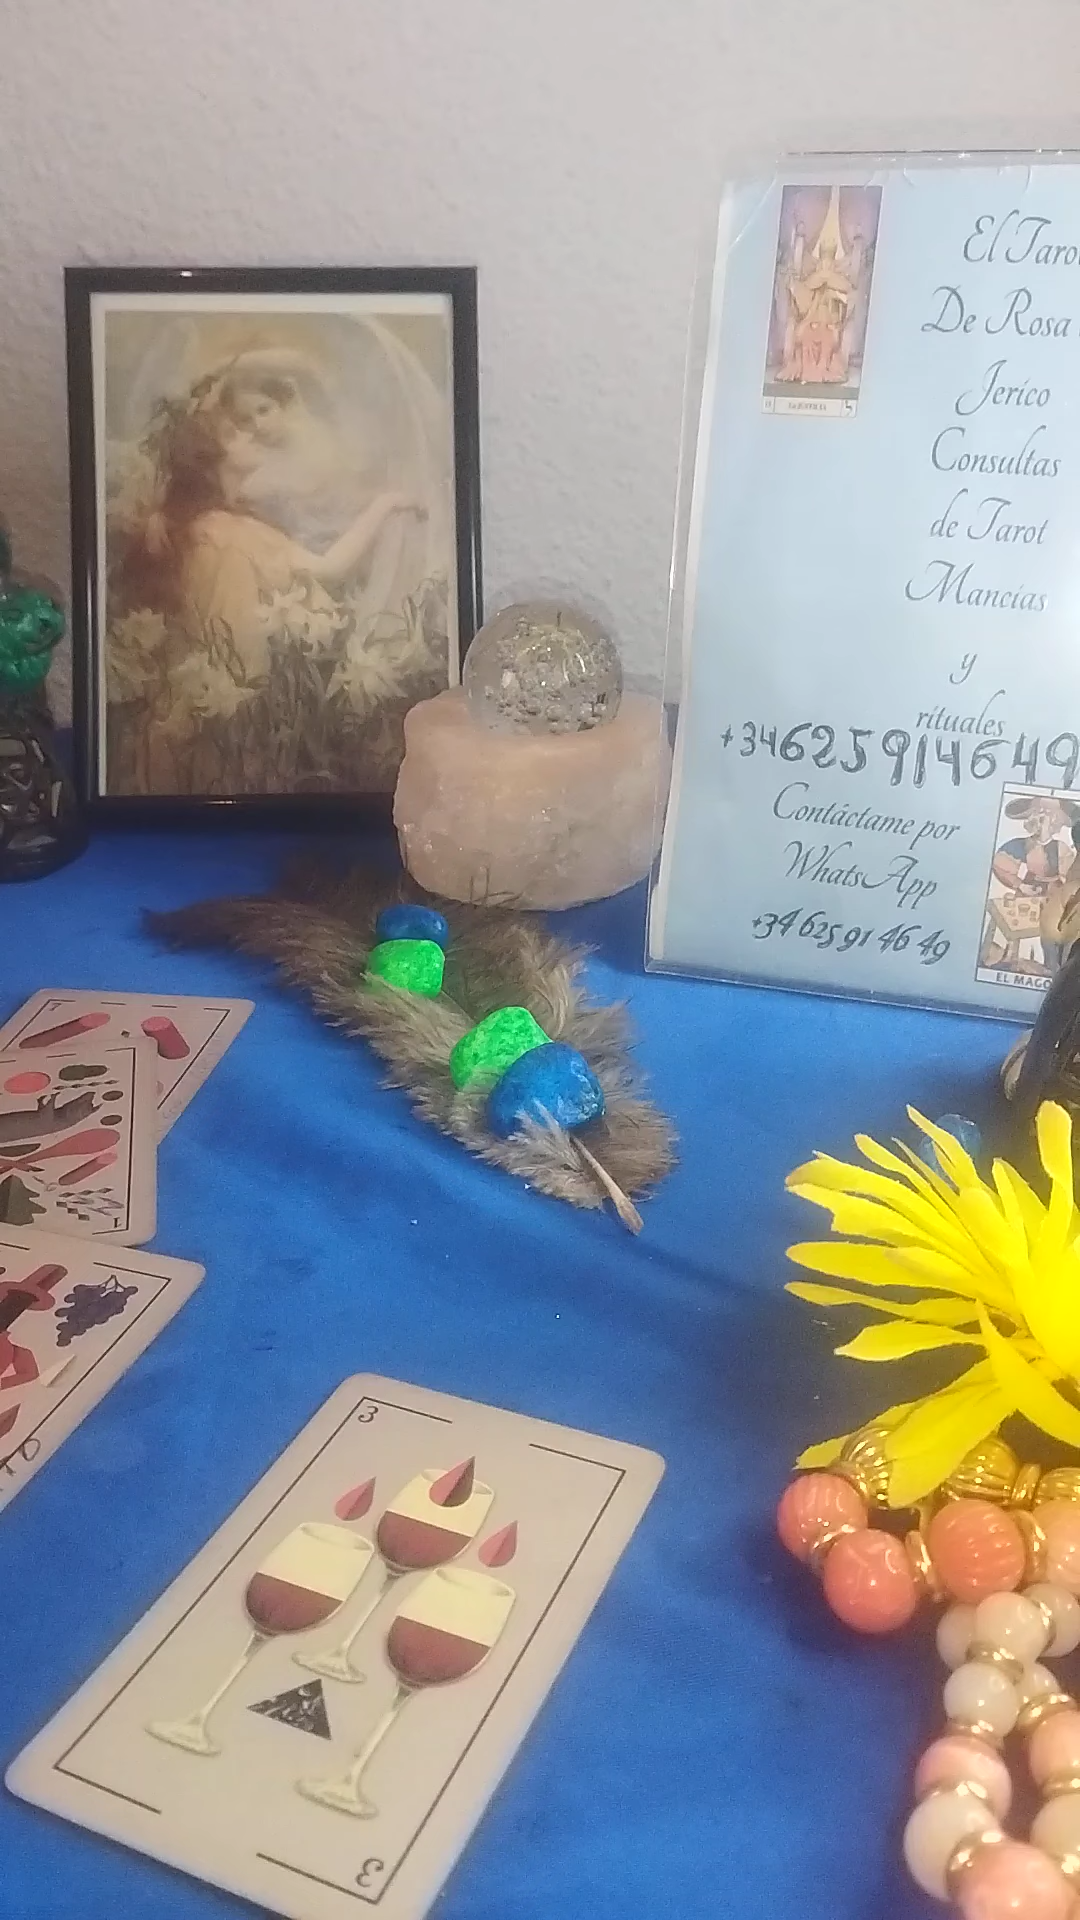 El Tarot
De Rosa
Jerico
Consultas
de Tarot
Mancias
y
rituales
+34625914649
Contáctame por
WhatsApp
+34 625 91 46 49
EL MAGO
3
3
1